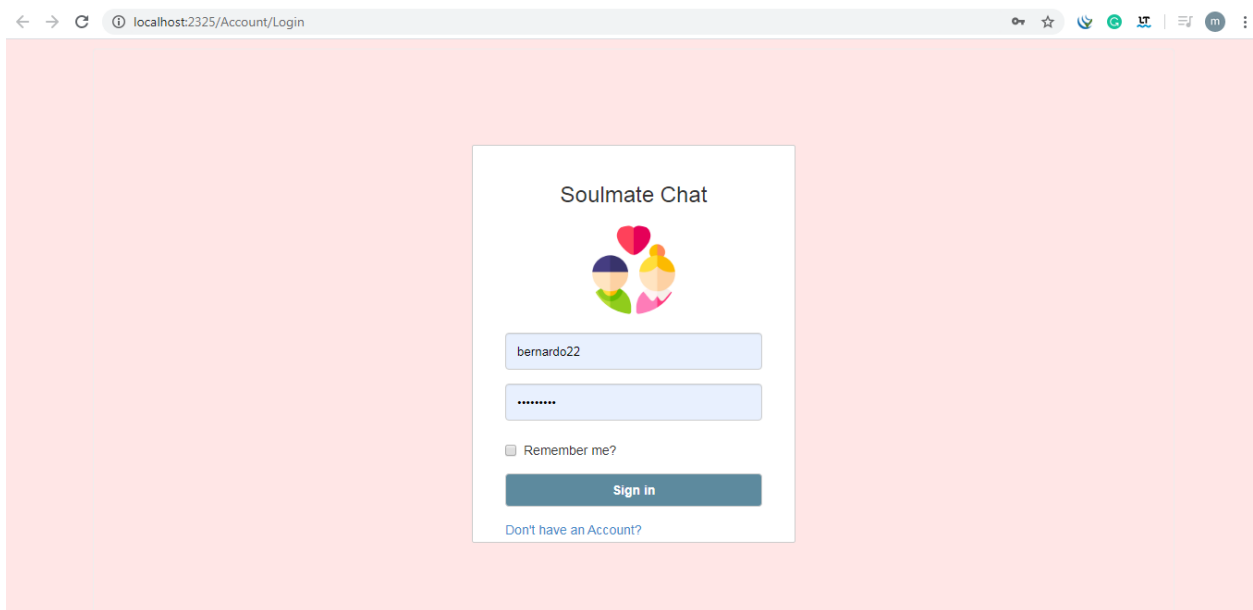 localhost:2325/Account/Login
m
Soulmate Chat
bernardo22
•••••••••
Remember me?
Sign in
Don't have an Account?